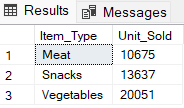 Results Messages
Item_Type Unit_Sold
1 Meat 10675
2 Snacks 13637
3 Vegetables 20051